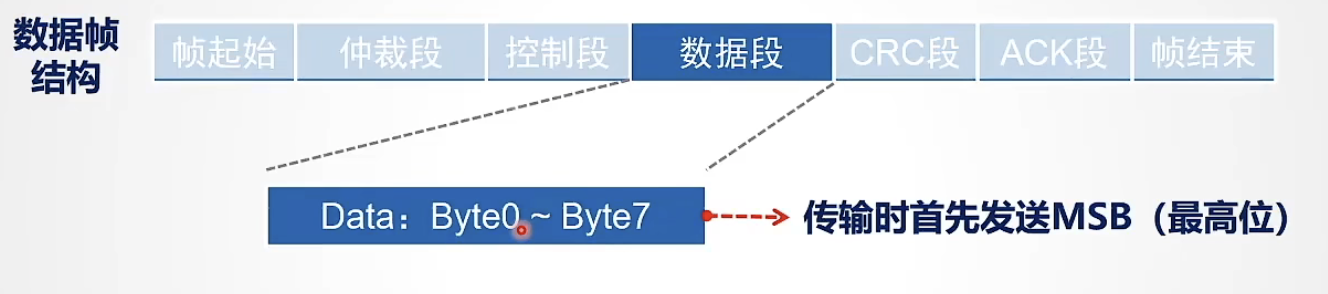 数据帧
结构
帧起始 仲裁段 控制段 数据段 CRC段 ACK段 帧结束
Data：Byte0 ~ Byte7
传输时首先发送MSB（最高位）